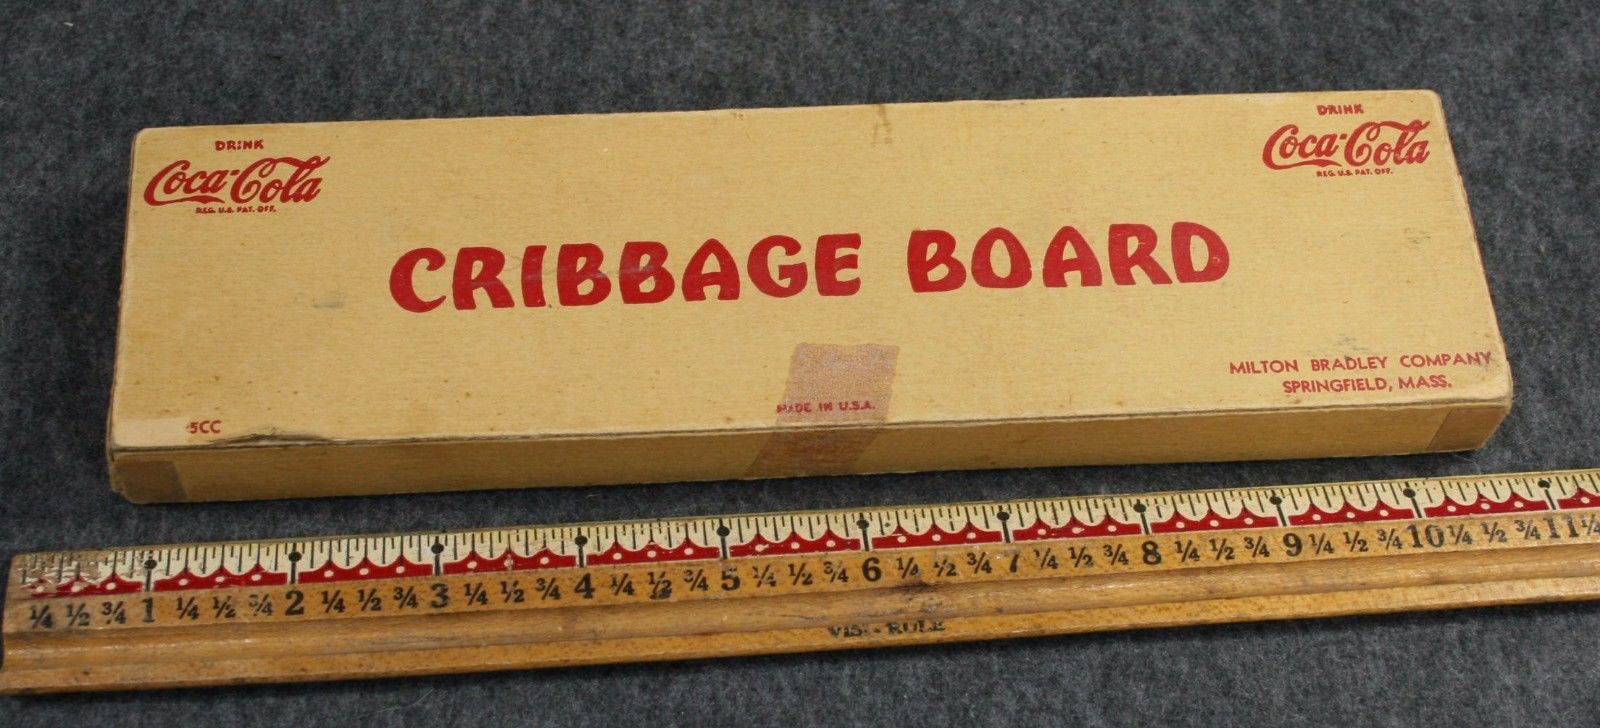 DRINK
Coca-Cola
REG. U.S. PAT. OFF.
DRINK
Coca-Cola
REG. U.S. PAT. OFF.
CRIBBAGE BOARD
MILTON BRADLEY COMPANY
SPRINGFIELD, MASS.
MADE IN U.S.A.
5CC
¼ ½ ¾ 1 ¼ ½ ¾ 2 ¼ ½ ¾ 3 ¼ ½ ¾ 4 ¼ ½ ¾ 5 ¼ ½ ¾ 6 ¼ ½ ¾ 7 ¼ ½ ¾ 8 ¼ ½ ¾ 9 ¼ ½ ¾ 10 ¼ ½ ¾ 11 ¼
VISI-RULE